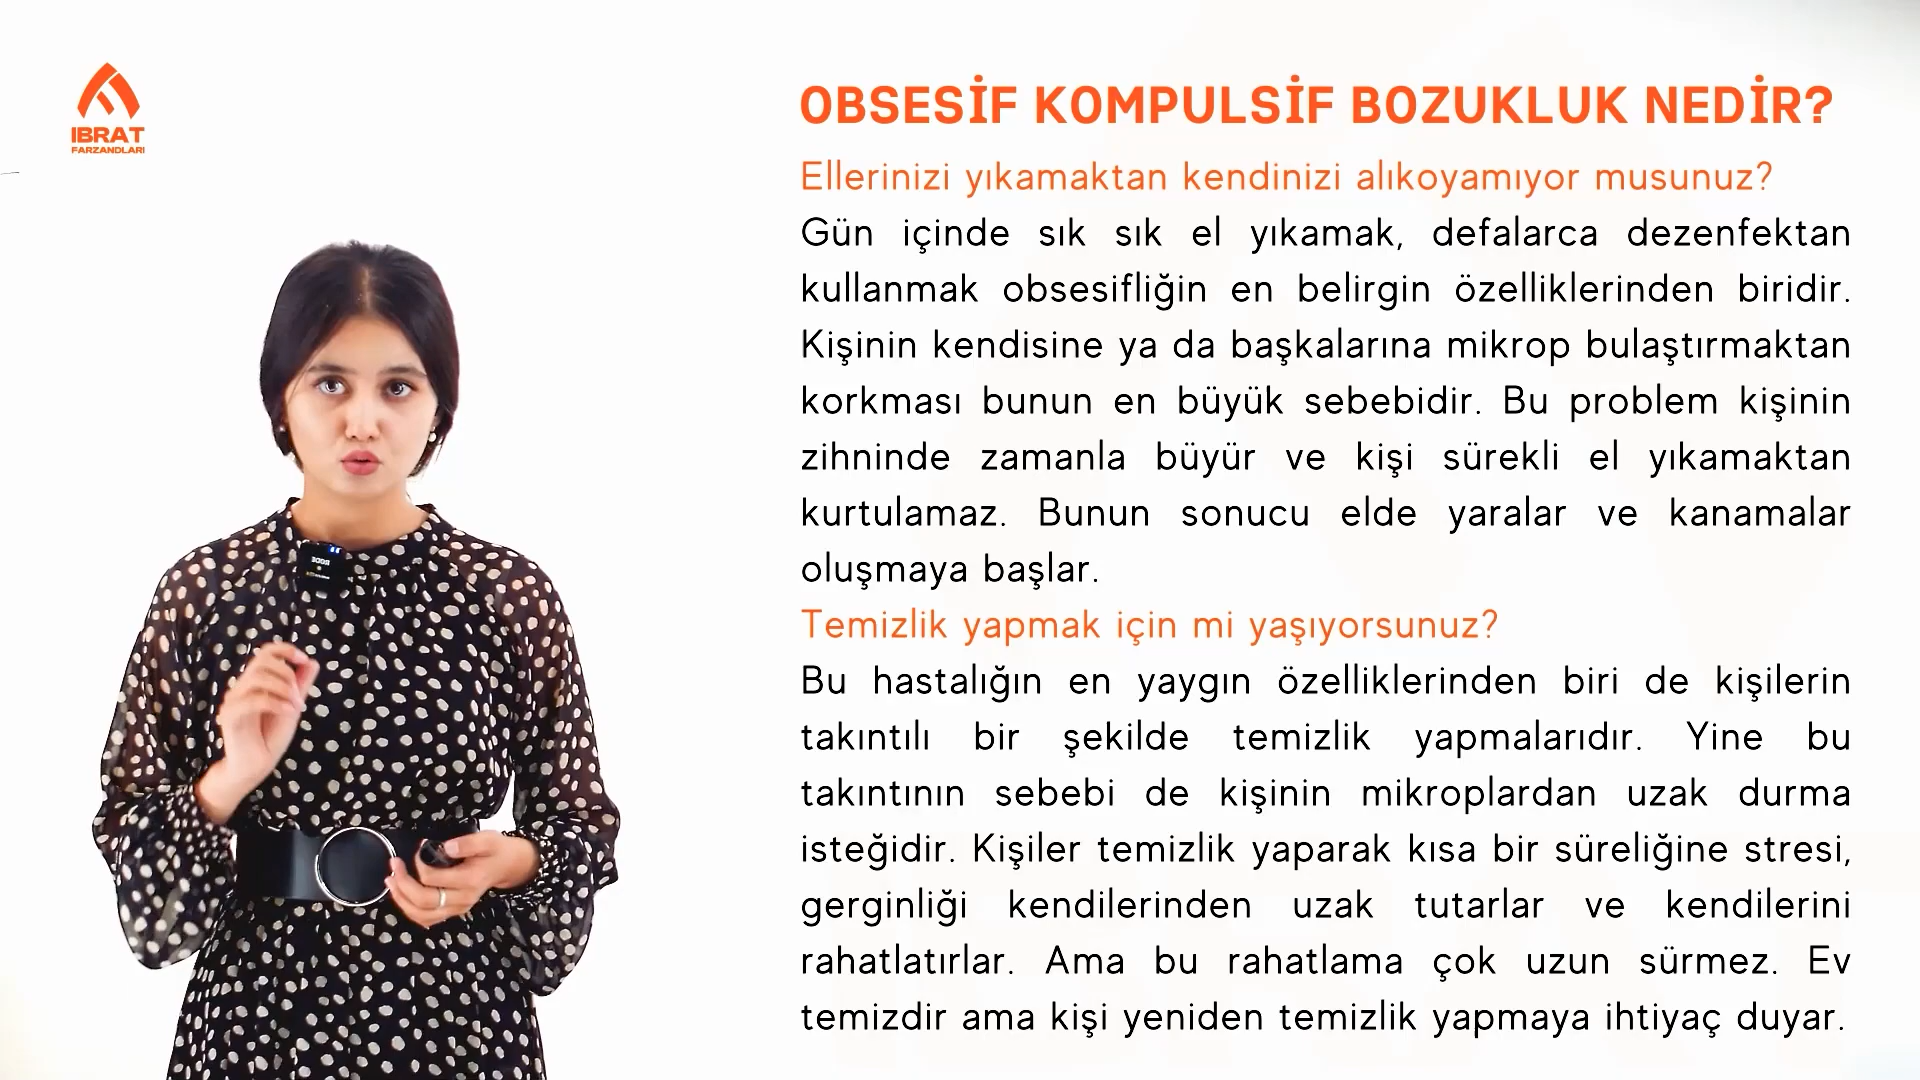 IBRAT
FARZANDLARI
OBSESİF KOMPULSİF BOZUKLUK NEDİR?
Ellerinizi yıkamaktan kendinizi alıkoyamıyor musunuz?
Gün içinde sık sık el yıkamak, defalarca dezenfektan
kullanmak obsesifliğin en belirgin özelliklerinden biridir.
Kişinin kendisine ya da başkalarına mikrop bulaştırmaktan
korkması bunun en büyük sebebidir. Bu problem kişinin
zihninde zamanla büyür ve kişi sürekli el yıkamaktan
kurtulamaz. Bunun sonucu elde yaralar ve kanamalar
oluşmaya başlar.
Temizlik yapmak için mi yaşıyorsunuz?
Bu hastalığın en yaygın özelliklerinden biri de kişilerin
takıntılı bir şekilde temizlik yapmalarıdır. Yine bu
takıntının sebebi de kişinin mikroplardan uzak durma
isteğidir. Kişiler temizlik yaparak kısa bir süreliğine stresi,
gerginliği kendilerinden uzak tutarlar ve kendilerini
rahatlatırlar. Ama bu rahatlama çok uzun sürmez. Ev
temizdir ama kişi yeniden temizlik yapmaya ihtiyaç duyar.